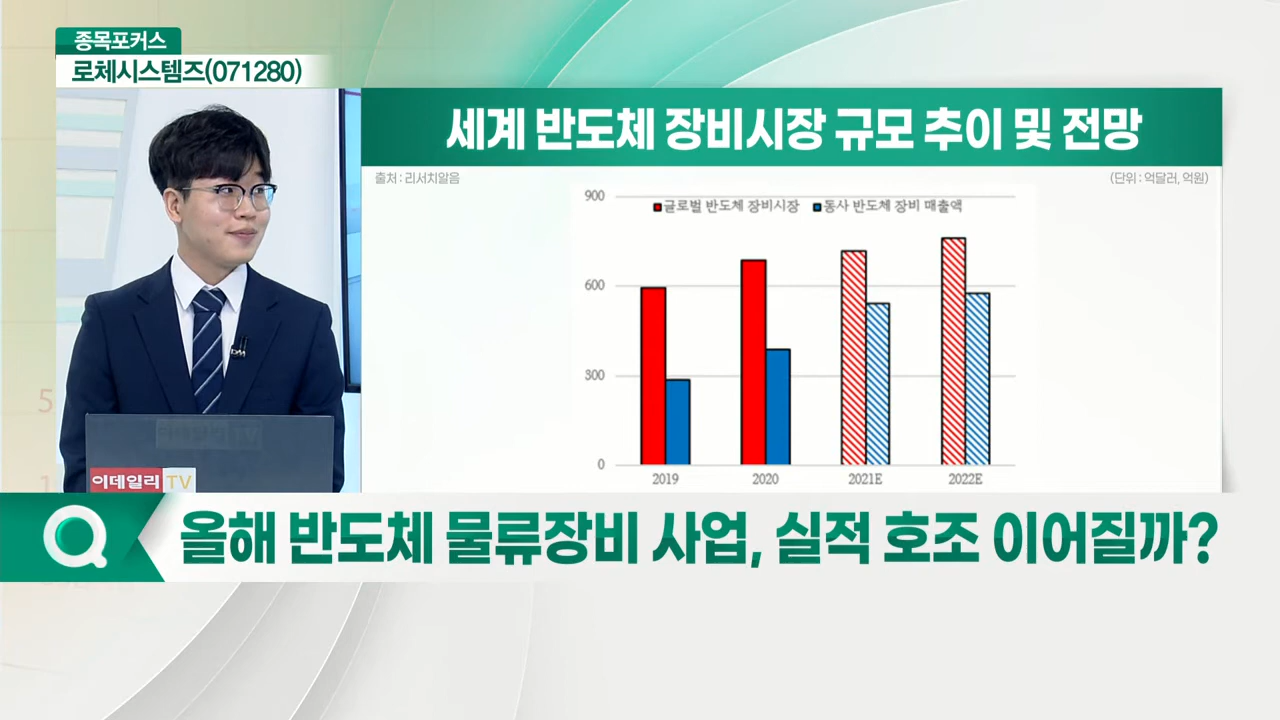 종목포커스
로체시스템즈(071280)
세계 반도체 장비시장 규모 추이 및 전망
출처 : 리서치알음
(단위 : 억달러, 억원)
900
글로벌 반도체 장비시장
동사 반도체 장비 매출액
600
300
0
2019
2020
2021E
2022E
이데일리 TV
올해 반도체 물류장비 사업, 실적 호조 이어질까?